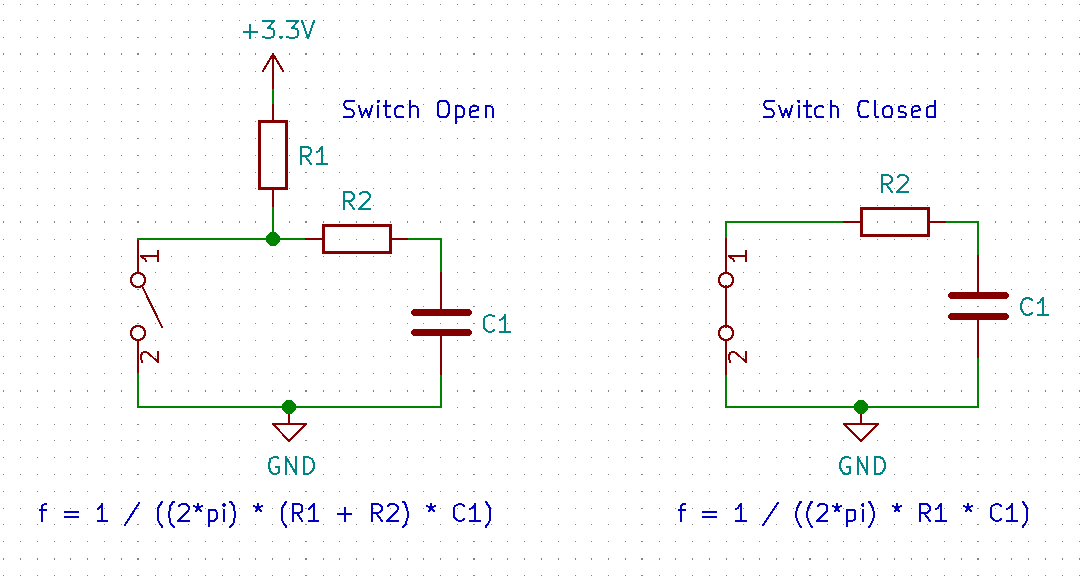 +3.3V
Switch Open
R1
R2
1
2
C1
GND
f = 1 / ((2*pi) * (R1 + R2) * C1)
Switch Closed
R2
1
2
C1
GND
f = 1 / ((2*pi) * R1 * C1)